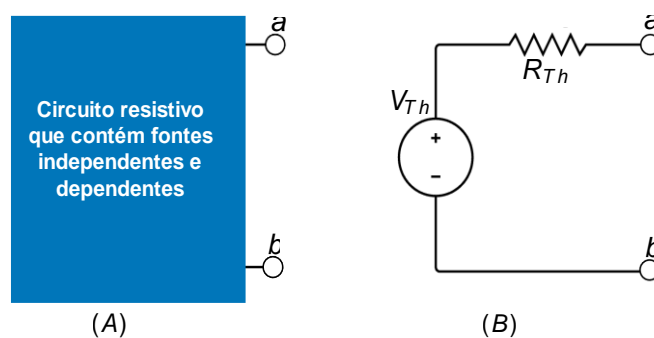 a
Circuito resistivo
que contém fontes
independentes e
dependentes
b
(A)
a
R_Th
V_Th
+
−
b
(B)